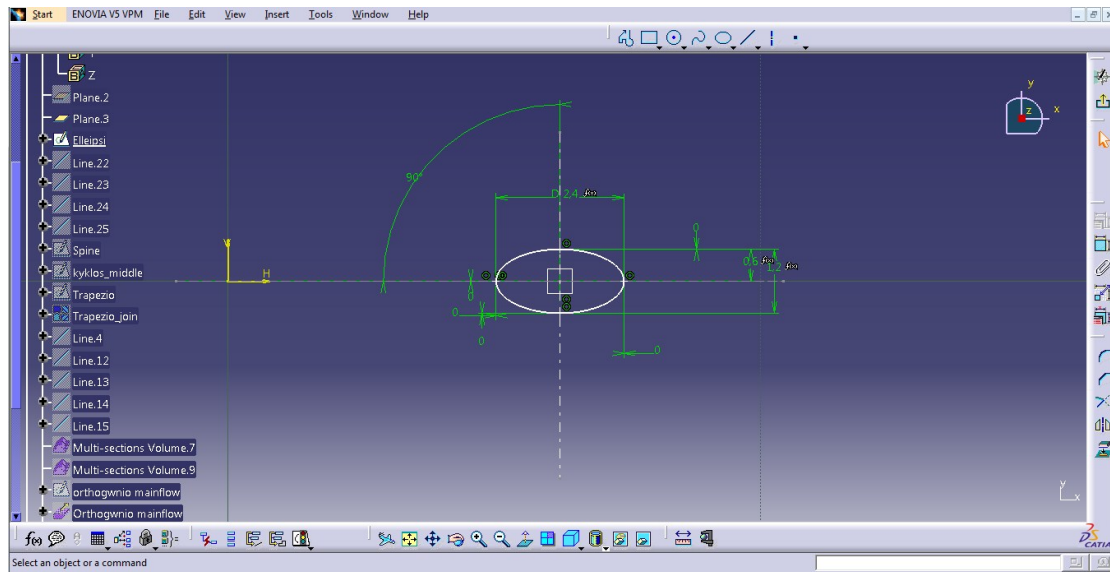 Start ENOVIA V5 VPM File Edit View Insert Tools Window Help
Z
Plane.2
Plane.3
Elleipsi
Line.22
Line.23
Line.24
Line.25
Spine
kyklos_middle
Trapezio
Trapezio_join
Line.4
Line.12
Line.13
Line.14
Line.15
Multi-sections Volume.7
Multi-sections Volume.9
orthogwnio mainflow
Orthogwnio mainflow
y
x
z
90°
D 2,4 f(x)
0
0,6 f(x)
1,2 f(x)
V
H
0
0
0
0
y
x
f(x)
CATIA
Select an object or a command